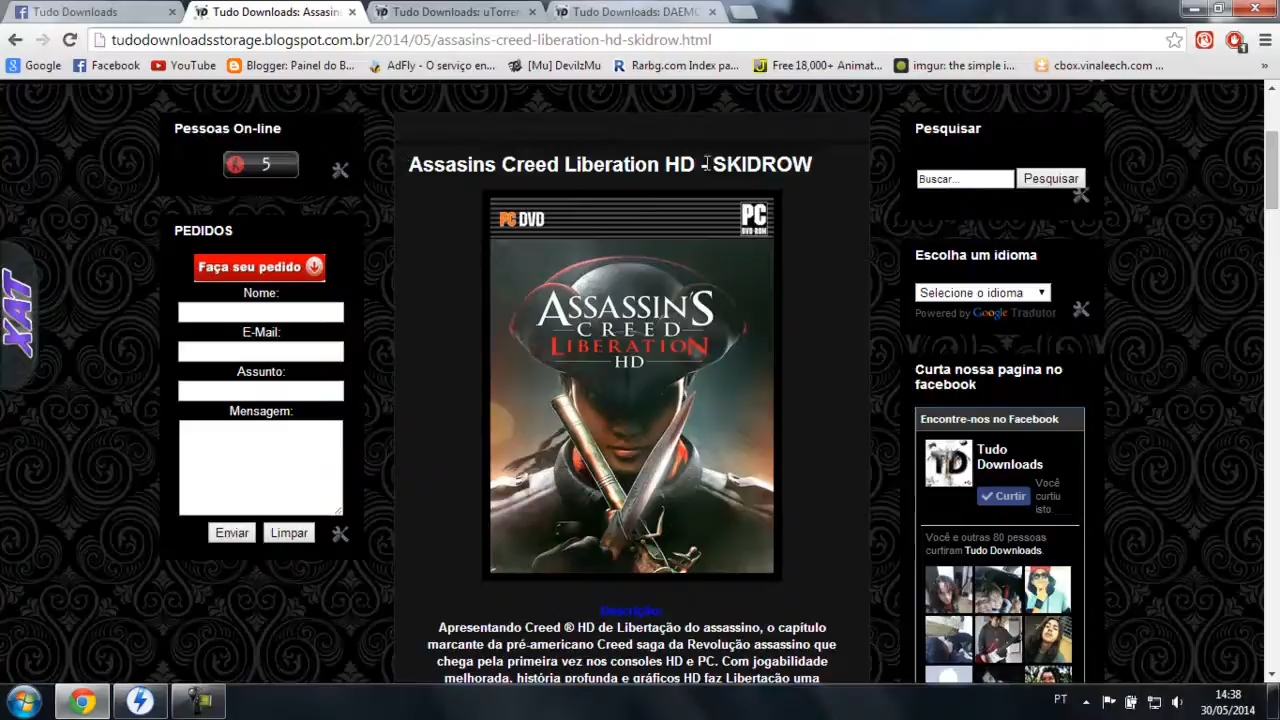 Tudo Downloads
Tudo Downloads: Assasin
Tudo Downloads: uTorren
Tudo Downloads: DAEMO
tudodownloadsstorage.blogspot.com.br/2014/05/assasins-creed-liberation-hd-skidrow.html
Google
Facebook
YouTube
Blogger: Painel do B...
AdFly - O serviço en...
[Mu] DevilzMu
Rarbg.com Index pa...
Free 18,000+ Animat...
imgur: the simple i...
cbox.vinaleech.com ...
Pessoas On-line
5
PEDIDOS
Faça seu pedido
Nome:
E-Mail:
Assunto:
Mensagem:
Enviar
Limpar
XAT
Assasins Creed Liberation HD - SKIDROW
PC DVD
PC
DVD-ROM
ASSASSIN'S
CREED
LIBERATION
HD
Descrição:
Apresentando Creed ® HD de Libertação do assassino, o capítulo
marcante da pré-americano Creed saga da Revolução assassino que
chega pela primeira vez nos consoles HD e PC. Com jogabilidade
melhorada, história profunda e gráficos HD faz Libertação uma
Pesquisar
Buscar...
Pesquisar
Escolha um idioma
Selecione o idioma
Powered by Google Tradutor
Curta nossa pagina no
facebook
Encontre-nos no Facebook
TD
Tudo
Downloads
Curtir
Você
curtiu
isto.
Você e outras 80 pessoas
curtiram Tudo Downloads.
PT
14:38
30/05/2014